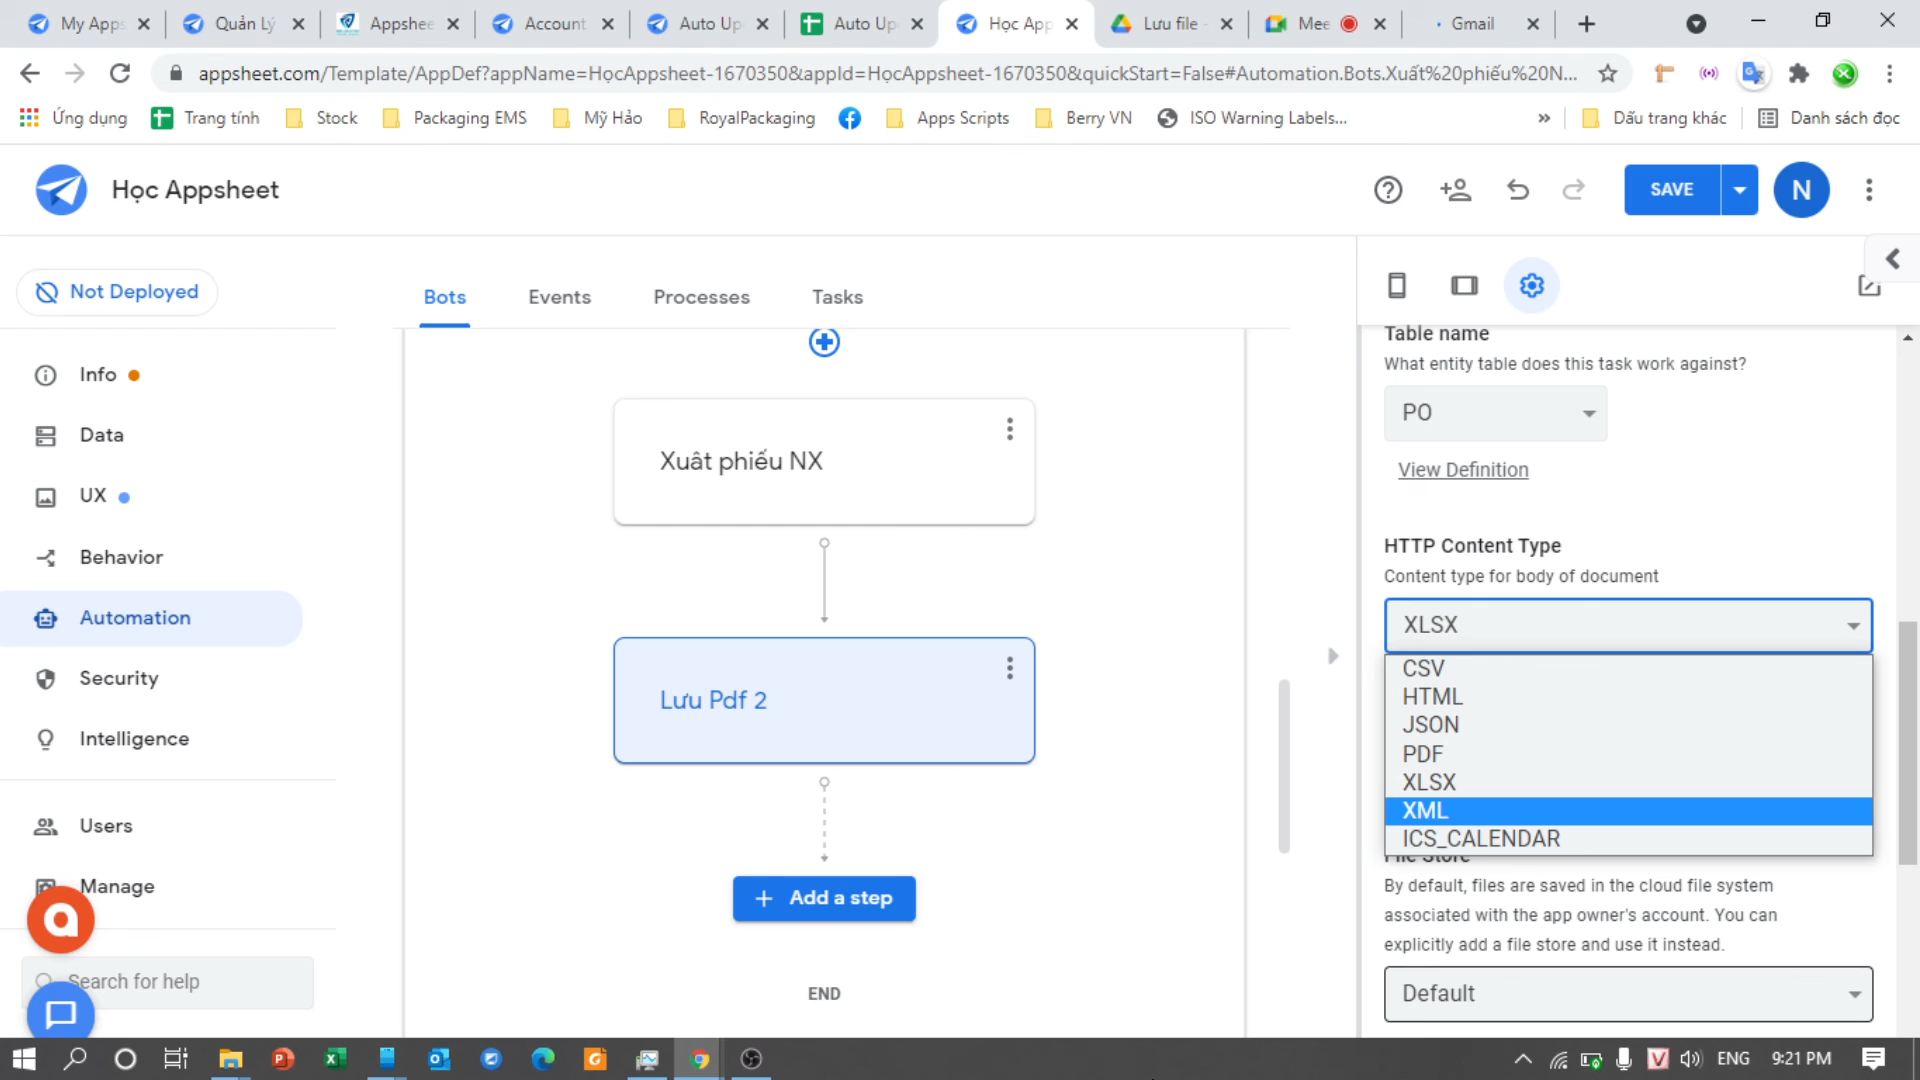 My Apps
Quản Lý
Appshee
Account
Auto Up
Auto Up
Học App
Lưu file -
Mee
Gmail
appsheet.com/Template/AppDef?appName=HọcAppsheet-1670350&appId=HọcAppsheet-1670350&quickStart=False#Automation.Bots.Xuất%20phiếu%20N...
Ứng dụng
Trang tính
Stock
Packaging EMS
Mỹ Hảo
RoyalPackaging
Apps Scripts
Berry VN
ISO Warning Labels...
»
Dấu trang khác
Danh sách đọc
Học Appsheet
SAVE
N
Not Deployed
Bots
Events
Processes
Tasks
Info
Data
UX
Behavior
Automation
Security
Intelligence
Users
Manage
Search for help
Xuât phiếu NX
Lưu Pdf 2
+ Add a step
END
Table name
What entity table does this task work against?
PO
View Definition
HTTP Content Type
Content type for body of document
XLSX
CSV
HTML
JSON
PDF
XLSX
XML
ICS_CALENDAR
File Store
By default, files are saved in the cloud file system
associated with the app owner's account. You can
explicitly add a file store and use it instead.
Default
ENG
9:21 PM